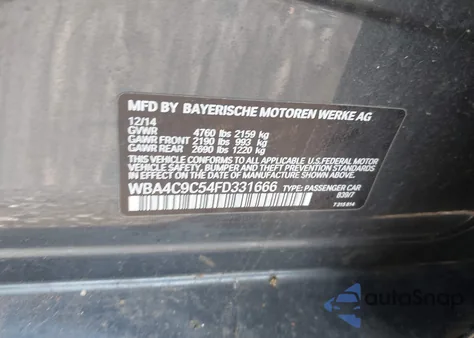 MFD BY BAYERISCHE MOTOREN WERKE AG
12/14
GVWR 4760 lbs 2159 kg
GAWR FRONT 2190 lbs 993 kg
GAWR REAR 2690 lbs 1220 kg
THIS VEHICLE CONFORMS TO ALL APPLICABLE U.S. FEDERAL MOTOR
VEHICLE SAFETY, BUMPER, AND THEFT PREVENTION STANDARDS
IN EFFECT ON THE DATE OF MANUFACTURE SHOWN ABOVE.
WBA4C9C54FD331666 TYPE: PASSENGER CAR
autoSnap